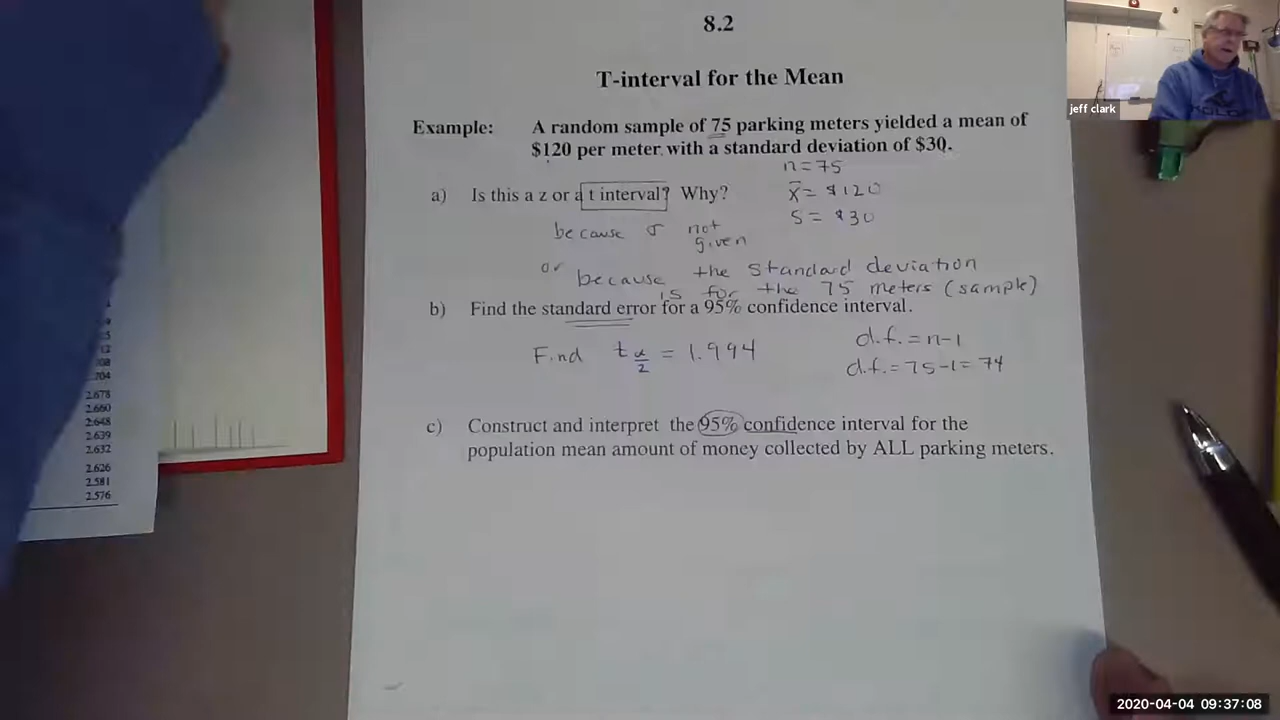 8.2
T-interval for the Mean
Example: A random sample of 75 parking meters yielded a mean of
$120 per meter with a standard deviation of $30.
n=75
a) Is this a z or a t interval? Why?
x̄ = $120
S = $30
because σ not
given
or because the standard deviation
is for the 75 meters (sample)
b) Find the standard error for a 95% confidence interval.
Find t α/2 = 1.994
d.f. = n-1
d.f. = 75-1 = 74
c) Construct and interpret the 95% confidence interval for the
population mean amount of money collected by ALL parking meters.
2.678
2.660
2.648
2.639
2.632
2.626
2.581
2.576
jeff clark
2020-04-04 09:37:08